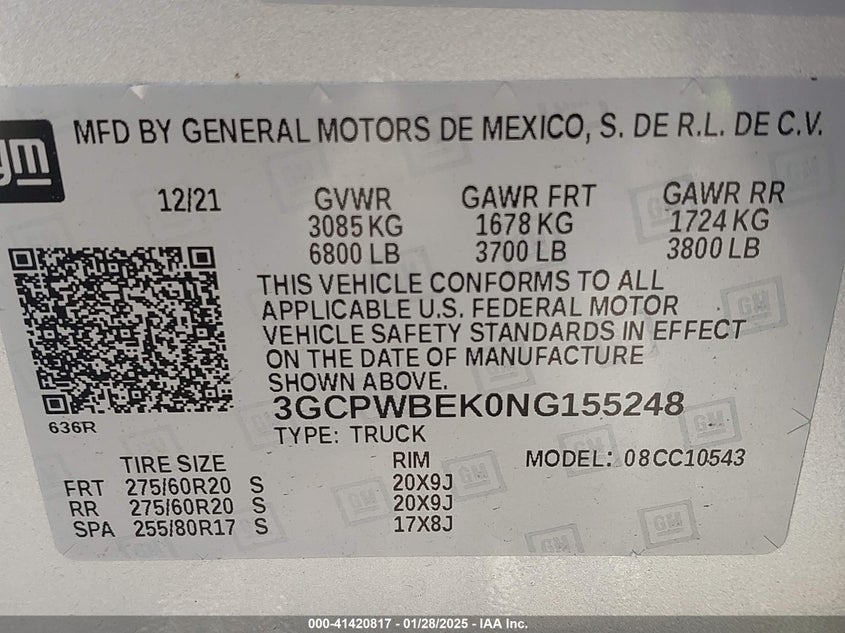 gm
MFD BY GENERAL MOTORS DE MEXICO, S. DE R.L. DE C.V.
12/21 GVWR GAWR FRT GAWR RR
3085 KG 1678 KG 1724 KG
6800 LB 3700 LB 3800 LB
THIS VEHICLE CONFORMS TO ALL
APPLICABLE U.S. FEDERAL MOTOR
VEHICLE SAFETY STANDARDS IN EFFECT
ON THE DATE OF MANUFACTURE
SHOWN ABOVE.
3GCPWBEK0NG155248
636R
TYPE: TRUCK
TIRE SIZE RIM MODEL: 08CC10543
FRT 275/60R20 S 20X9J
RR 275/60R20 S 20X9J
SPA 255/80R17 S 17X8J
000-41420817 - 01/28/2025 - IAA Inc.